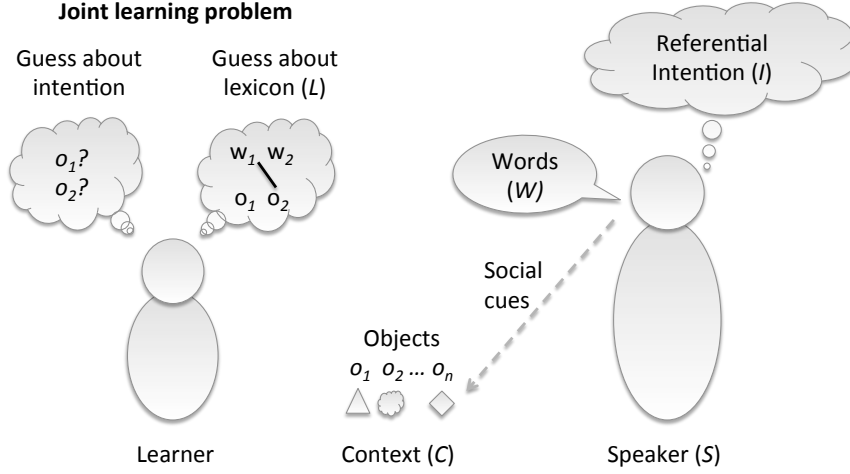 Joint learning problem
Guess about
intention
Guess about
lexicon (L)
Referential
Intention (I)
o1?
o2?
w1 w2
o1 o2
Words
(W)
Social
cues
Objects
o1 o2 ... on
Learner
Context (C)
Speaker (S)